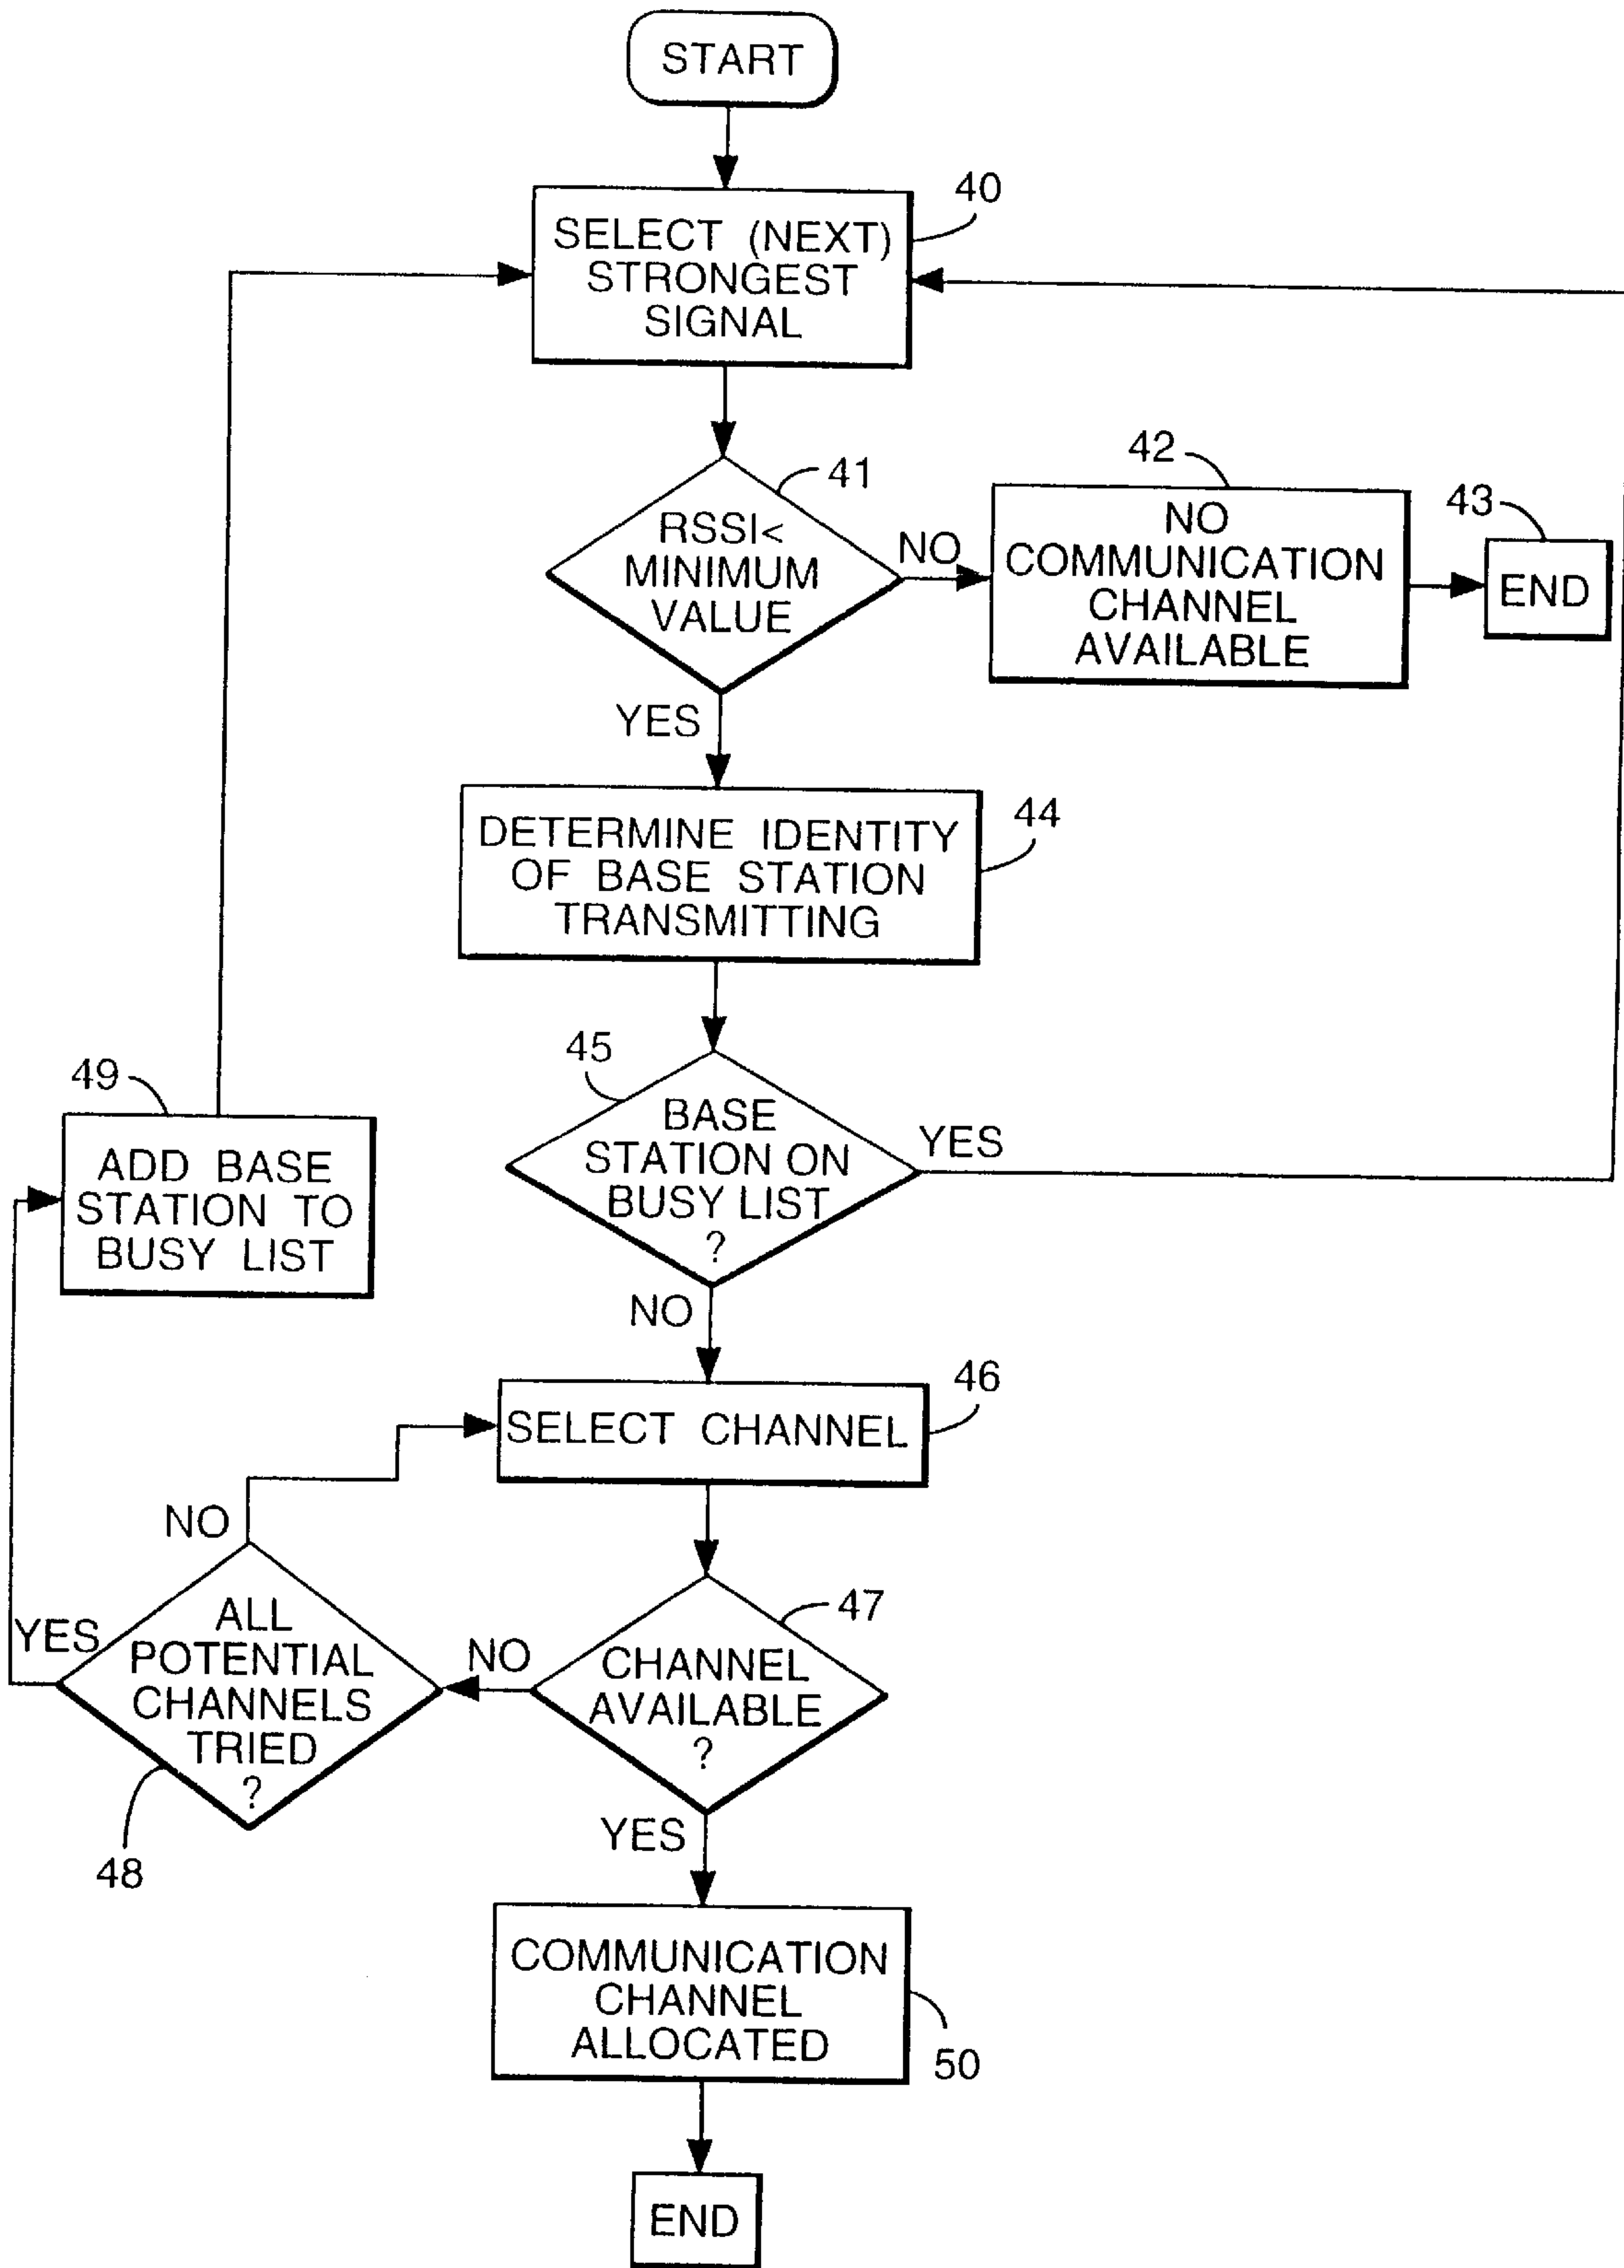 START
40
SELECT (NEXT)
STRONGEST
SIGNAL
41
RSSI<
MINIMUM
VALUE
NO
42
NO
COMMUNICATION
CHANNEL
AVAILABLE
43
END
YES
44
DETERMINE IDENTITY
OF BASE STATION
TRANSMITTING
45
BASE
STATION ON
BUSY LIST
?
YES
49
ADD BASE
STATION TO
BUSY LIST
NO
46
SELECT CHANNEL
NO
47
CHANNEL
AVAILABLE
?
NO
YES
ALL
POTENTIAL
CHANNELS
TRIED
?
48
YES
COMMUNICATION
CHANNEL
ALLOCATED
50
END